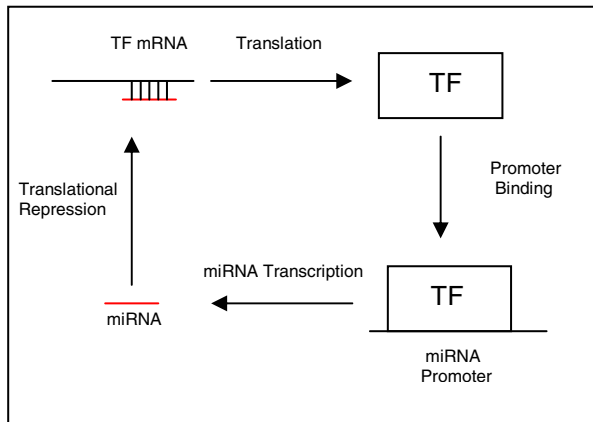 TF mRNA
Translation
TF
Promoter
Binding
TF
miRNA
Promoter
miRNA Transcription
miRNA
Translational
Repression